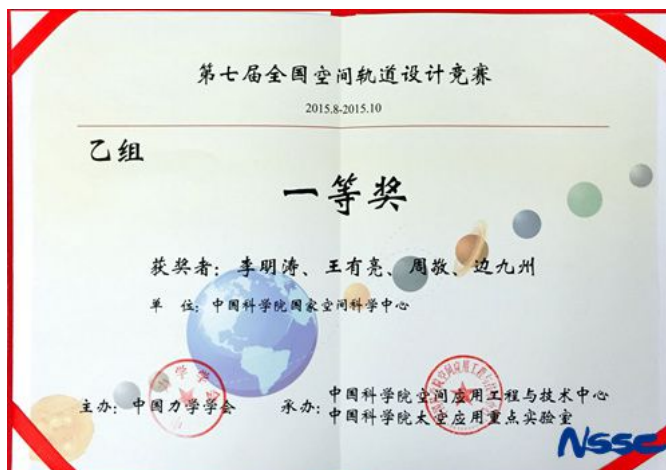 第七届全国空间轨道设计竞赛
2015.8-2015.10
乙组
一等奖
获奖者：李明涛、王有亮、周敬、边九州
单 位：中国科学院国家空间科学中心
主办：中国力学学会
承办：中国科学院空间应用工程与技术中心
中国科学院太空应用重点实验室
NSSC